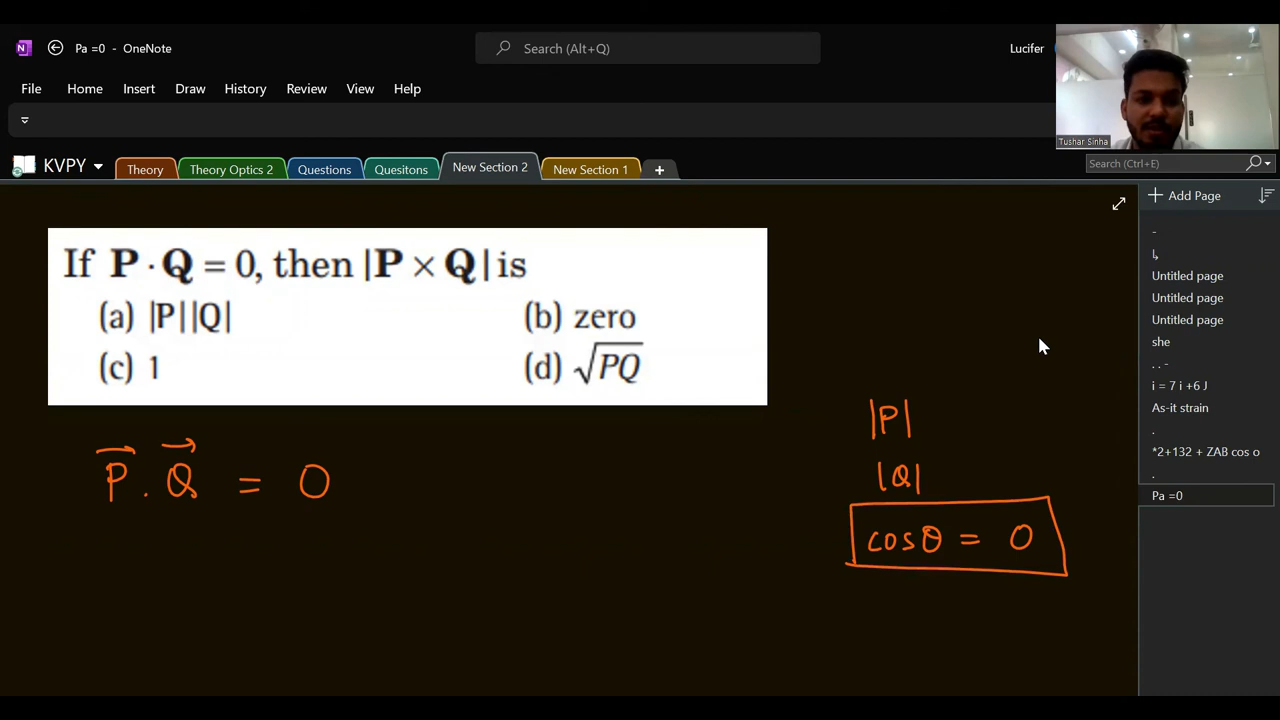 Pa =0 - OneNote
Search (Alt+Q)
Lucifer
File Home Insert Draw History Review View Help
Tushar Sinha
KVPY
Theory
Theory Optics 2
Questions
Quesitons
New Section 2
New Section 1
+
Search (Ctrl+E)
If P · Q = 0, then |P × Q| is
(a) |P||Q| (b) zero
(c) 1 (d) √PQ
P⃗ . Q⃗ = 0
|P|
|Q|
cosθ = 0
+ Add Page
-
↳
Untitled page
Untitled page
Untitled page
she
. . -
i = 7 i +6 J
As-it strain
.
*2+132 + ZAB cos o
.
Pa =0